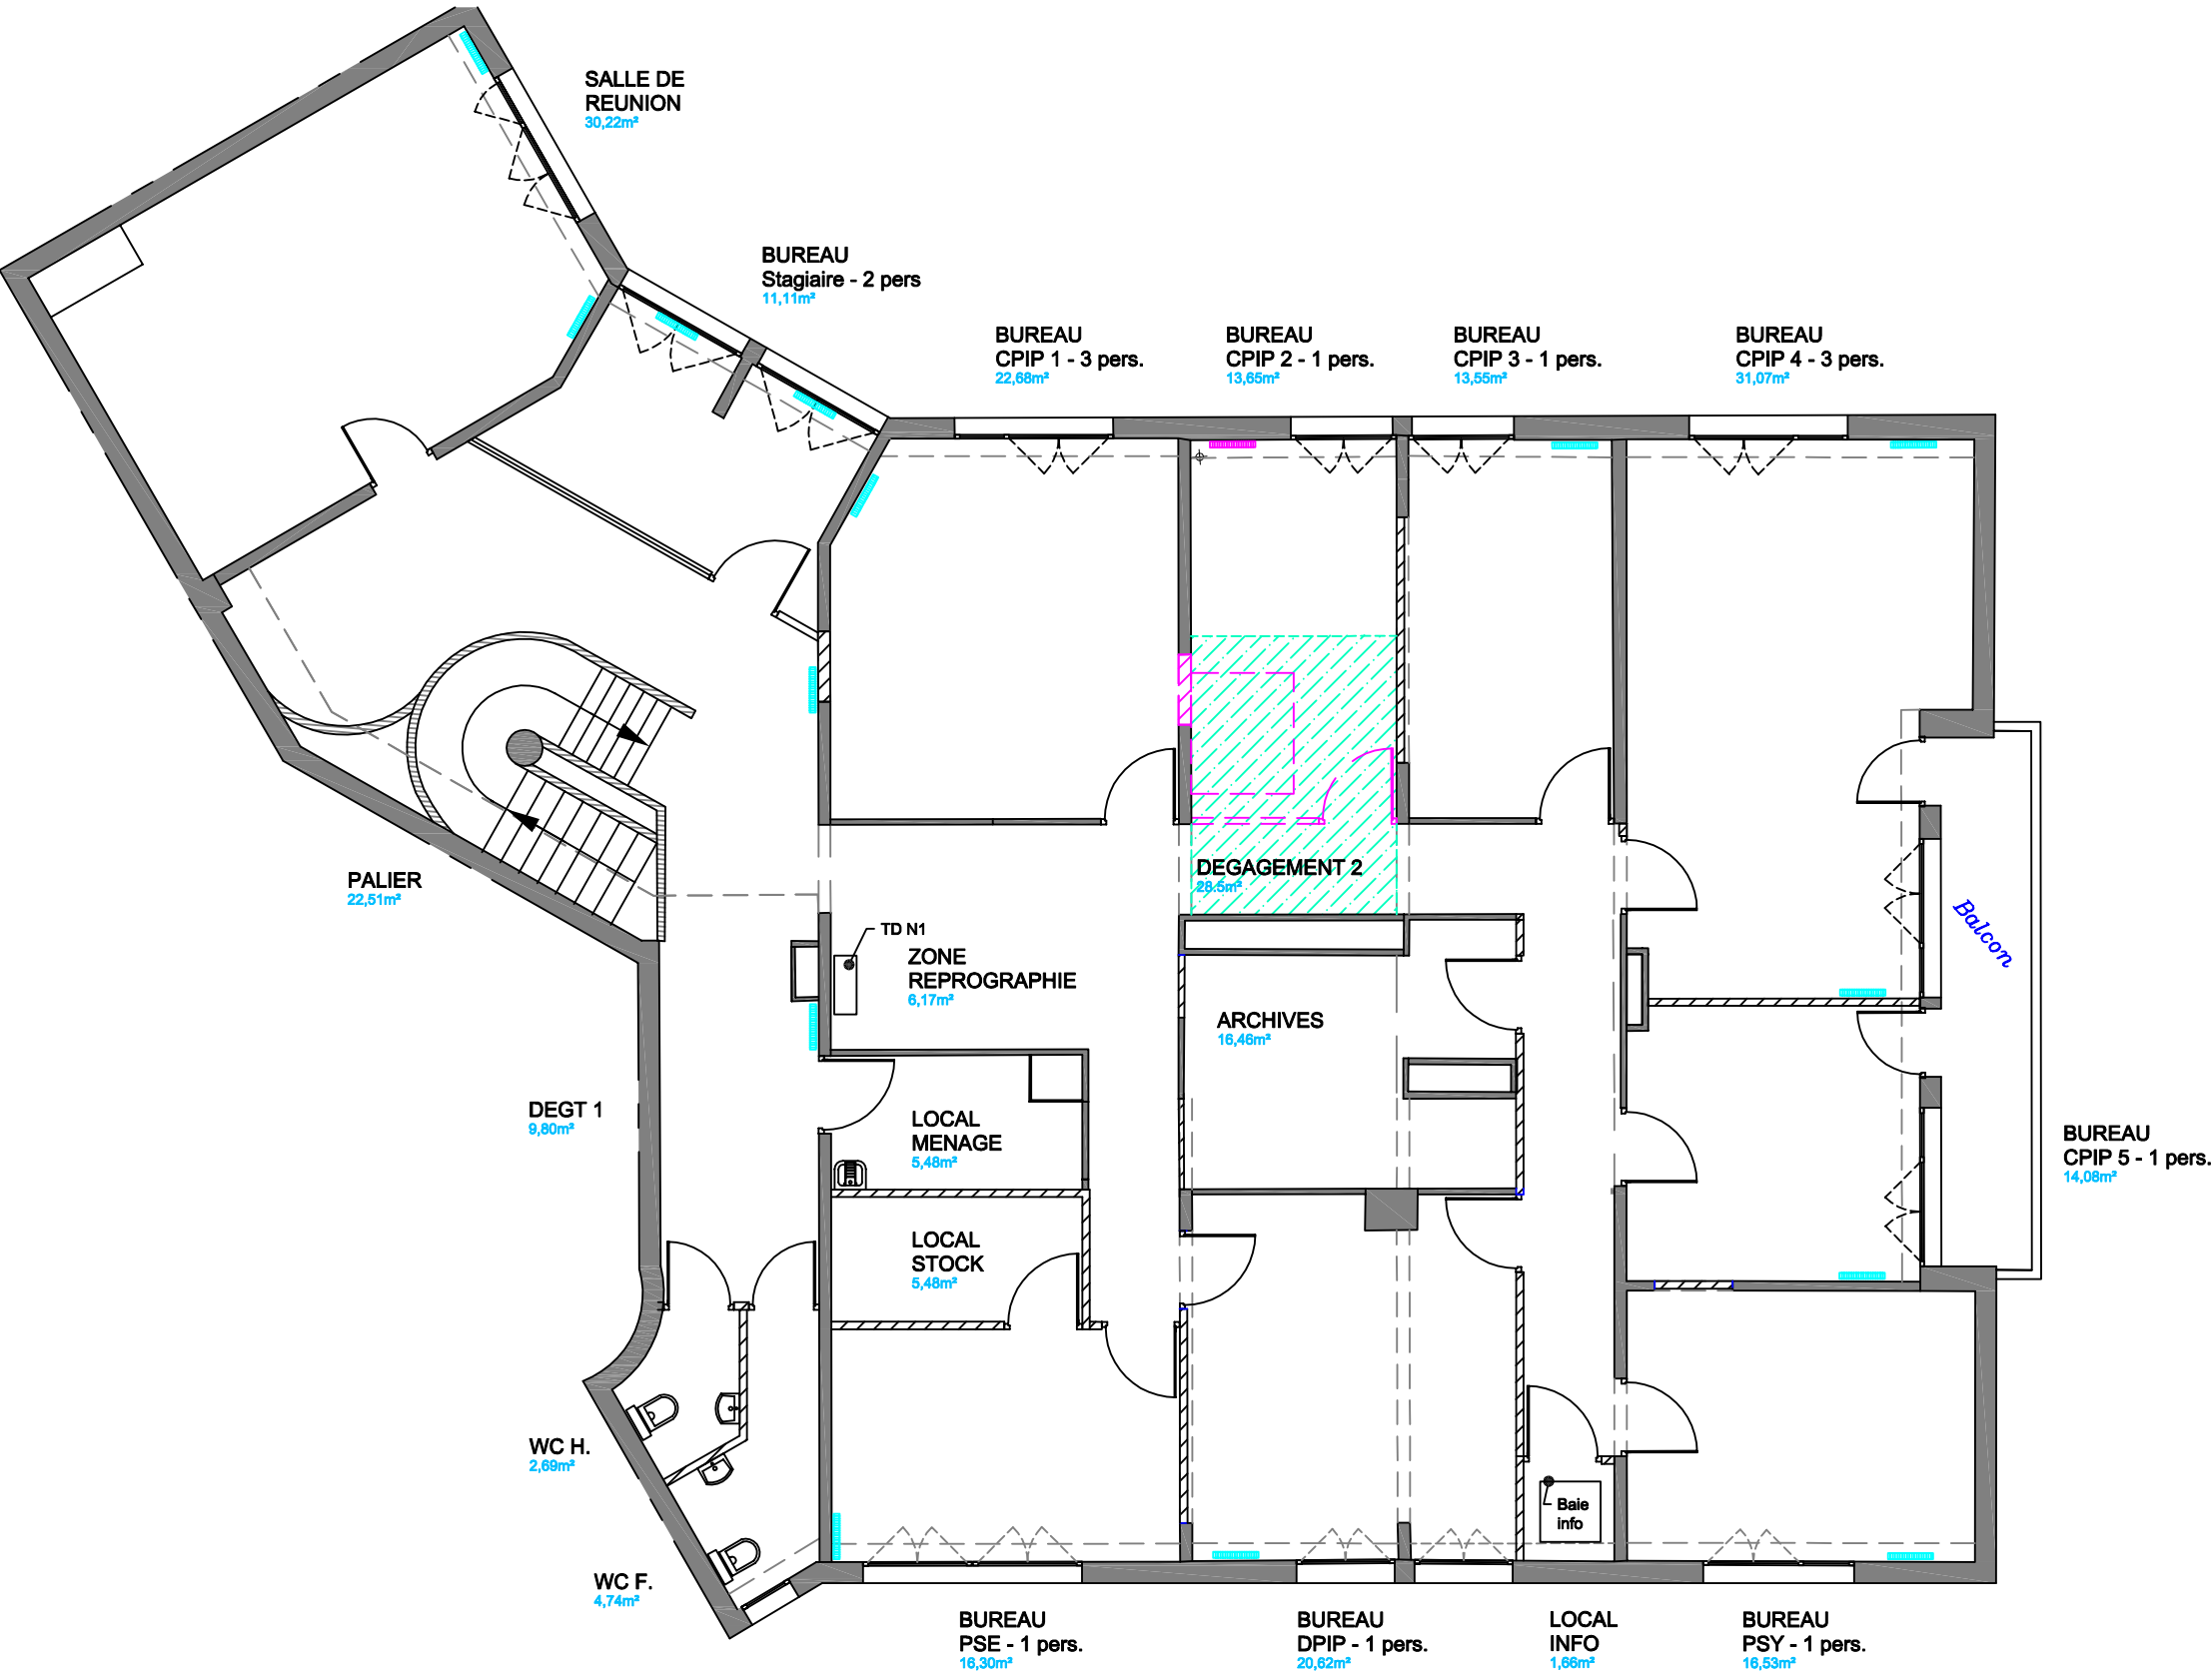 SALLE DE
REUNION
30,22m²
BUREAU
Stagiaire - 2 pers
11,11m²
BUREAU
CPIP 1 - 3 pers.
22,68m²
BUREAU
CPIP 2 - 1 pers.
13,65m²
BUREAU
CPIP 3 - 1 pers.
13,55m²
BUREAU
CPIP 4 - 3 pers.
31,07m²
PALIER
22,51m²
DEGAGEMENT 2
28.5m²
TD N1
ZONE
REPROGRAPHIE
6,17m²
Balcon
ARCHIVES
16,46m²
DEGT 1
9,80m²
LOCAL
MENAGE
5,48m²
BUREAU
CPIP 5 - 1 pers.
14,08m²
LOCAL
STOCK
5,48m²
WC H.
2,69m²
Baie
info
WC F.
4,74m²
BUREAU
PSE - 1 pers.
16,30m²
BUREAU
DPIP - 1 pers.
20,62m²
LOCAL
INFO
1,66m²
BUREAU
PSY - 1 pers.
16,53m²